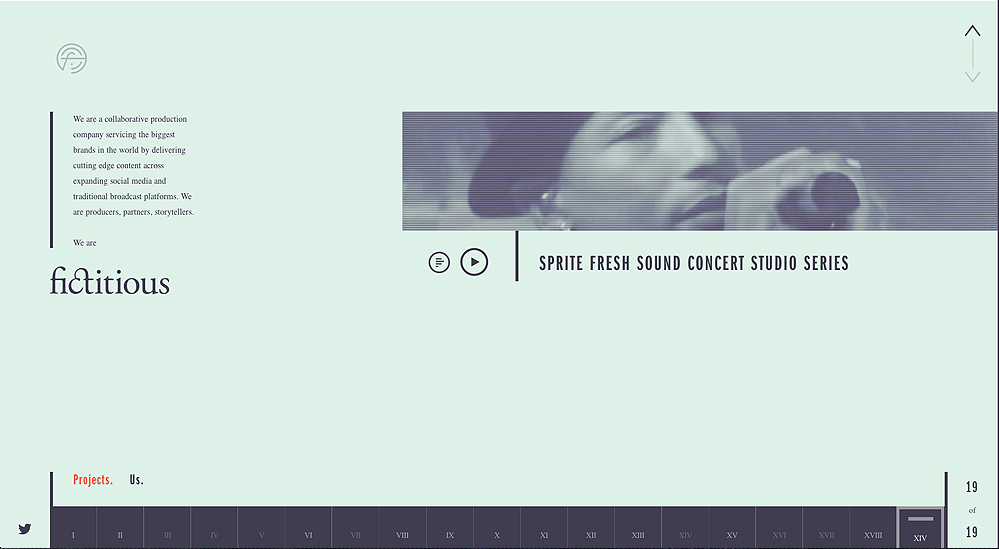 We are a collaborative production
company servicing the biggest
brands in the world by delivering
cutting edge content across
expanding social media and
traditional broadcast platforms. We
are producers, partners, storytellers.
We are
fictitious
SPRITE FRESH SOUND CONCERT STUDIO SERIES
Projects. Us.
I II III IV V VI VII VIII IX X XI XII XIII XIV XV XVI XVII XVIII XIV
19
of
19